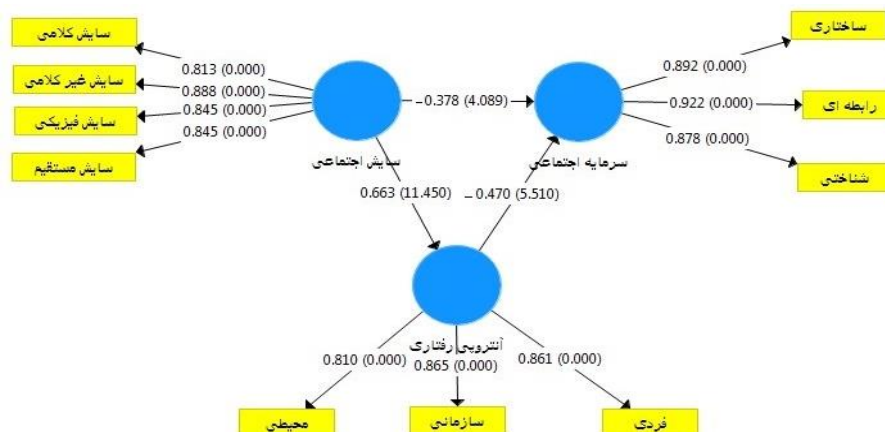 سایش کلامی
سایش غیر کلامی
سایش فیزیکی
سایش مستقیم
0.813 (0.000)
0.888 (0.000)
0.845 (0.000)
0.845 (0.000)
سایش اجتماعی
−0.378 (4.089)
سرمایه اجتماعی
0.892 (0.000)
0.922 (0.000)
0.878 (0.000)
ساختاری
رابطه ای
شناختی
0.663 (11.450)
−0.470 (5.510)
آنتروپی رفتاری
0.810 (0.000)
0.865 (0.000)
0.861 (0.000)
محیطی
سازمانی
فردی